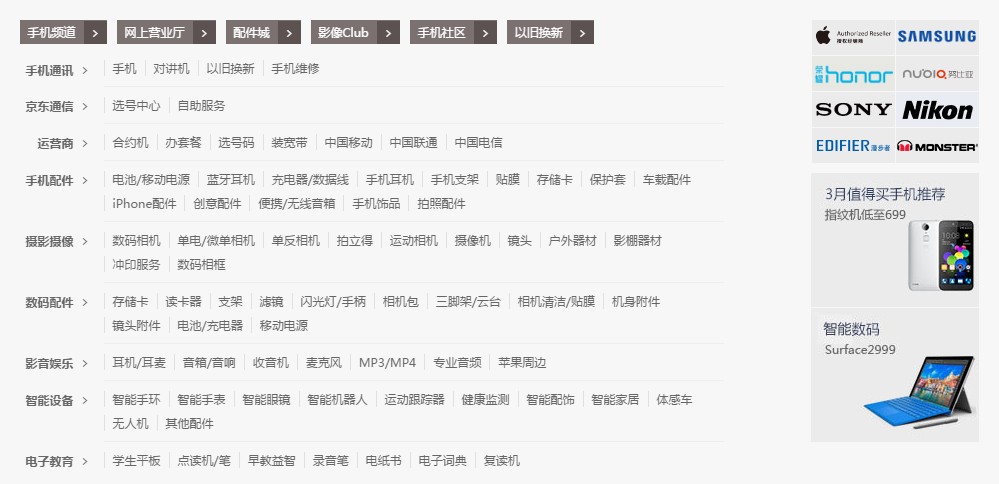 手机频道 > 网上营业厅 > 配件城 > 影像Club > 手机社区 > 以旧换新 >
手机通讯 > 手机 对讲机 以旧换新 手机维修
京东通信 > 选号中心 自助服务
运营商 > 合约机 办套餐 选号码 装宽带 中国移动 中国联通 中国电信
手机配件 > 电池/移动电源 蓝牙耳机 充电器/数据线 手机耳机 手机支架 贴膜 存储卡 保护套 车载配件
iPhone配件 创意配件 便携/无线音箱 手机饰品 拍照配件
摄影摄像 > 数码相机 单电/微单相机 单反相机 拍立得 运动相机 摄像机 镜头 户外器材 影棚器材
冲印服务 数码相框
数码配件 > 存储卡 读卡器 支架 滤镜 闪光灯/手柄 相机包 三脚架/云台 相机清洁/贴膜 机身附件
镜头附件 电池/充电器 移动电源
影音娱乐 > 耳机/耳麦 音箱/音响 收音机 麦克风 MP3/MP4 专业音频 苹果周边
智能设备 > 智能手环 智能手表 智能眼镜 智能机器人 运动跟踪器 健康监测 智能配饰 智能家居 体感车
无人机 其他配件
电子教育 > 学生平板 点读机/笔 早教益智 录音笔 电纸书 电子词典 复读机
Authorized Reseller
授权经销商
SAMSUNG
荣耀 honor
nubia 努比亚
SONY
Nikon
EDIFIER 漫步者
MONSTER
3月值得买手机推荐
指纹机低至699
智能数码
Surface2999